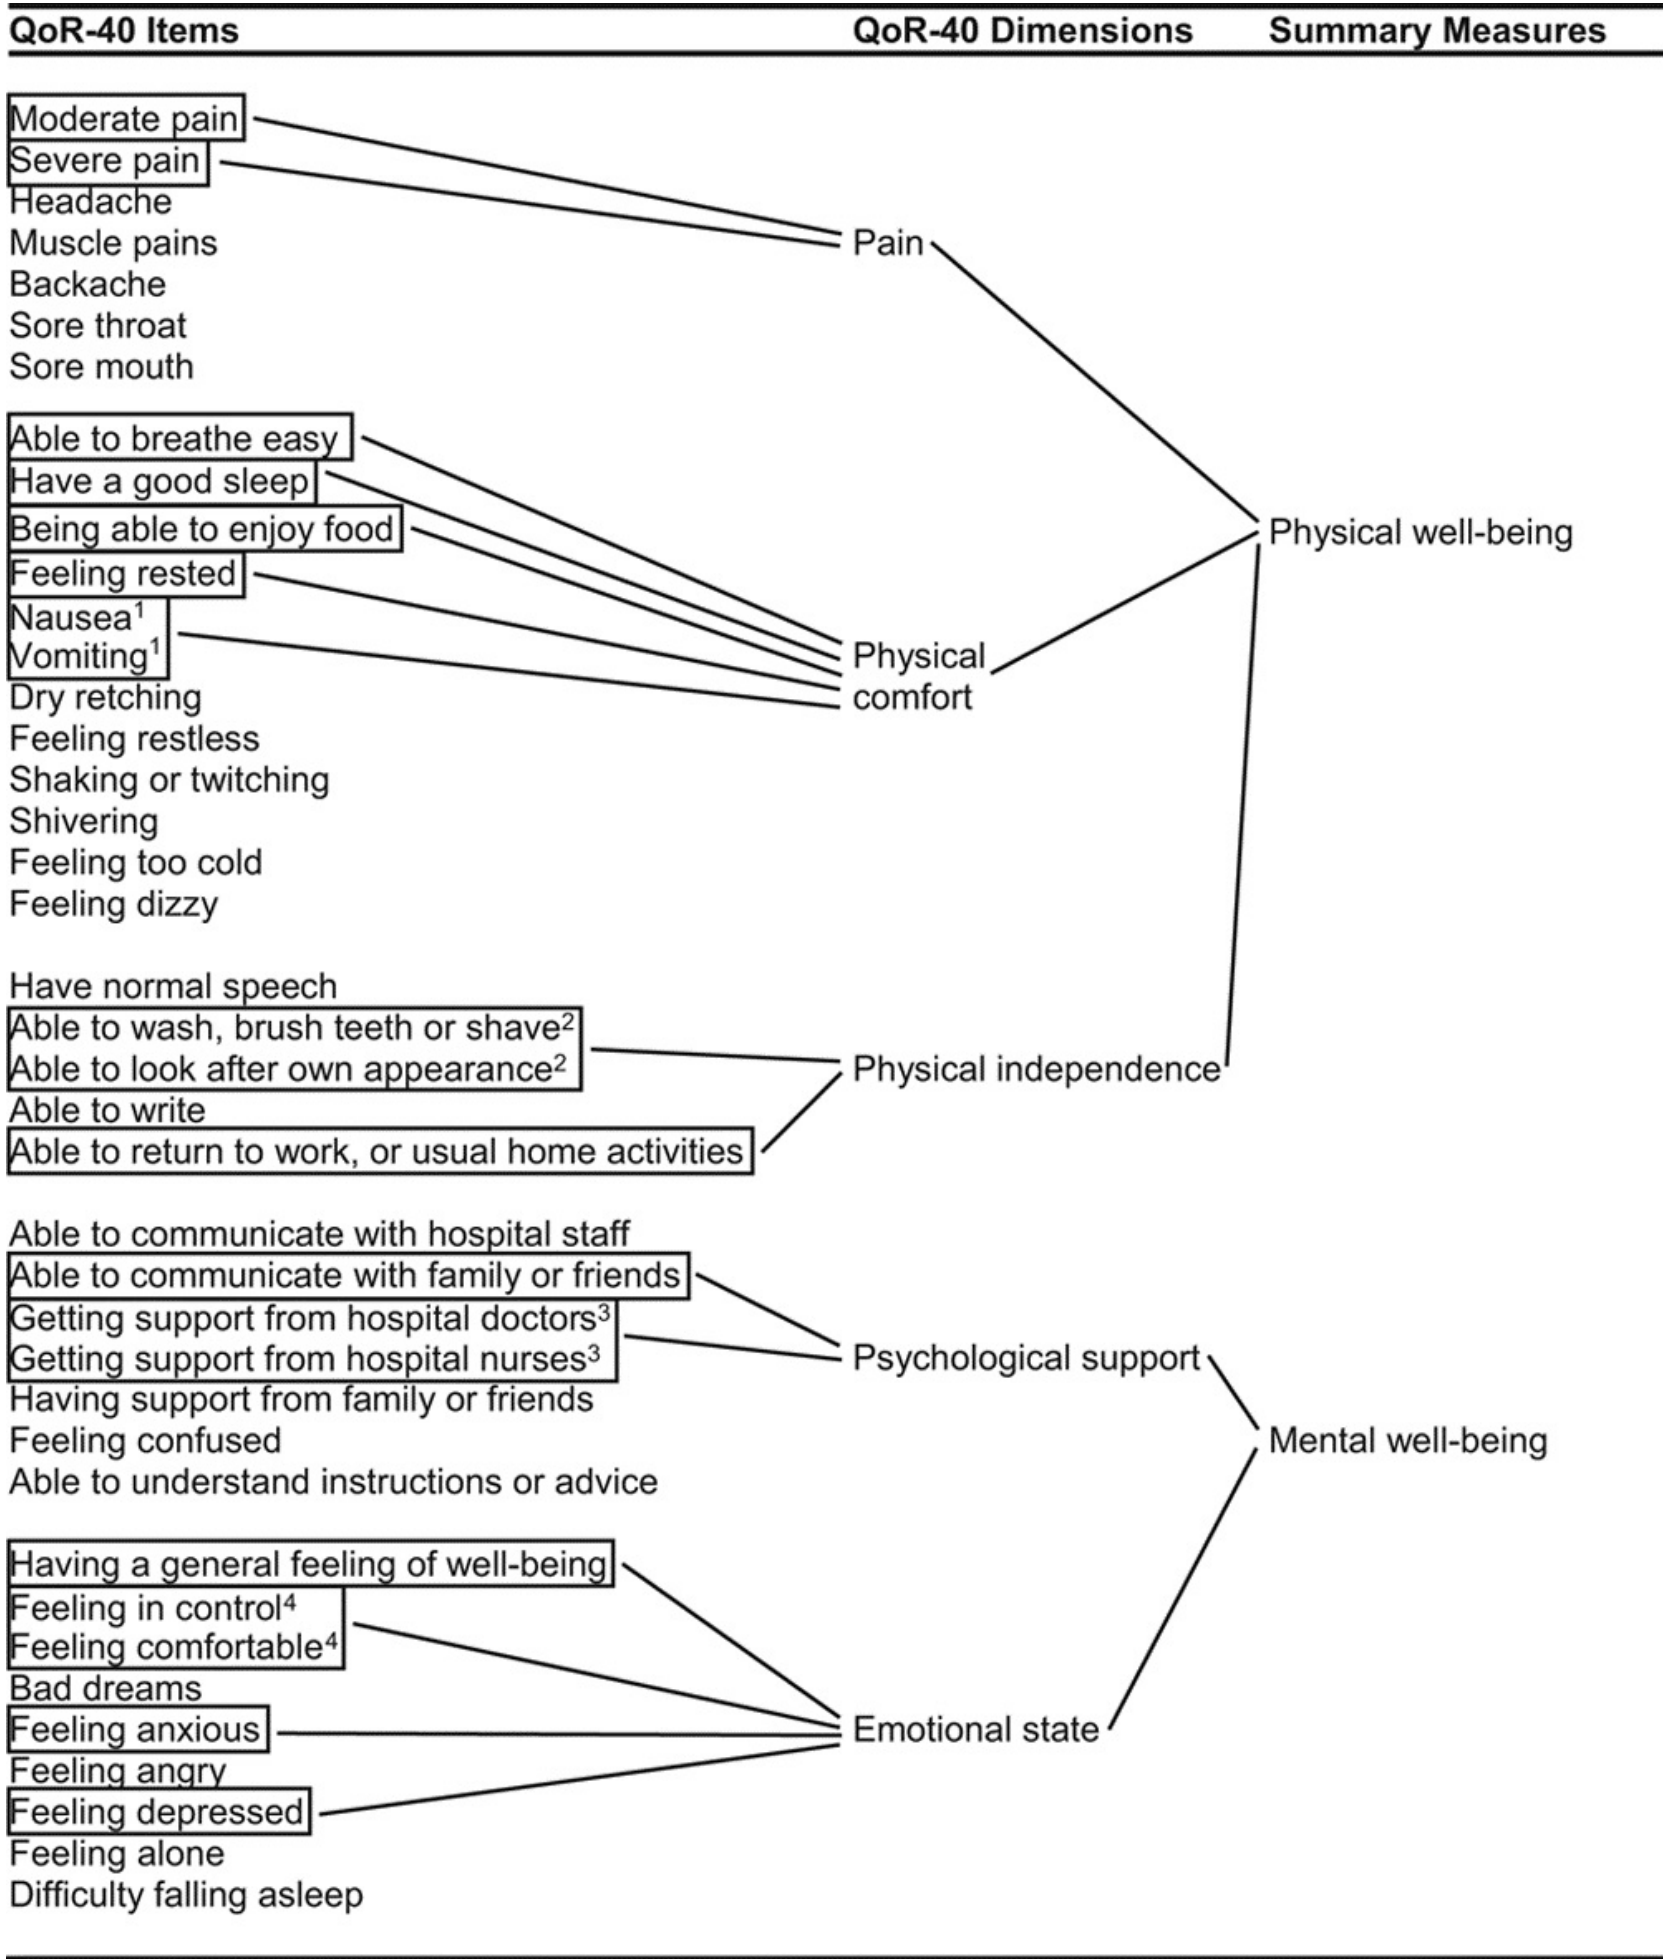 QoR-40 Items QoR-40 Dimensions Summary Measures
Moderate pain
Severe pain
Headache
Muscle pains
Backache
Sore throat
Sore mouth
Pain
Able to breathe easy
Have a good sleep
Being able to enjoy food
Feeling rested
Nausea¹
Vomiting¹
Dry retching
Feeling restless
Shaking or twitching
Shivering
Feeling too cold
Feeling dizzy
Physical
comfort
Physical well-being
Have normal speech
Able to wash, brush teeth or shave²
Able to look after own appearance²
Able to write
Able to return to work, or usual home activities
Physical independence
Able to communicate with hospital staff
Able to communicate with family or friends
Getting support from hospital doctors³
Getting support from hospital nurses³
Having support from family or friends
Feeling confused
Able to understand instructions or advice
Psychological support
Mental well-being
Having a general feeling of well-being
Feeling in control⁴
Feeling comfortable⁴
Bad dreams
Feeling anxious
Feeling angry
Feeling depressed
Feeling alone
Difficulty falling asleep
Emotional state